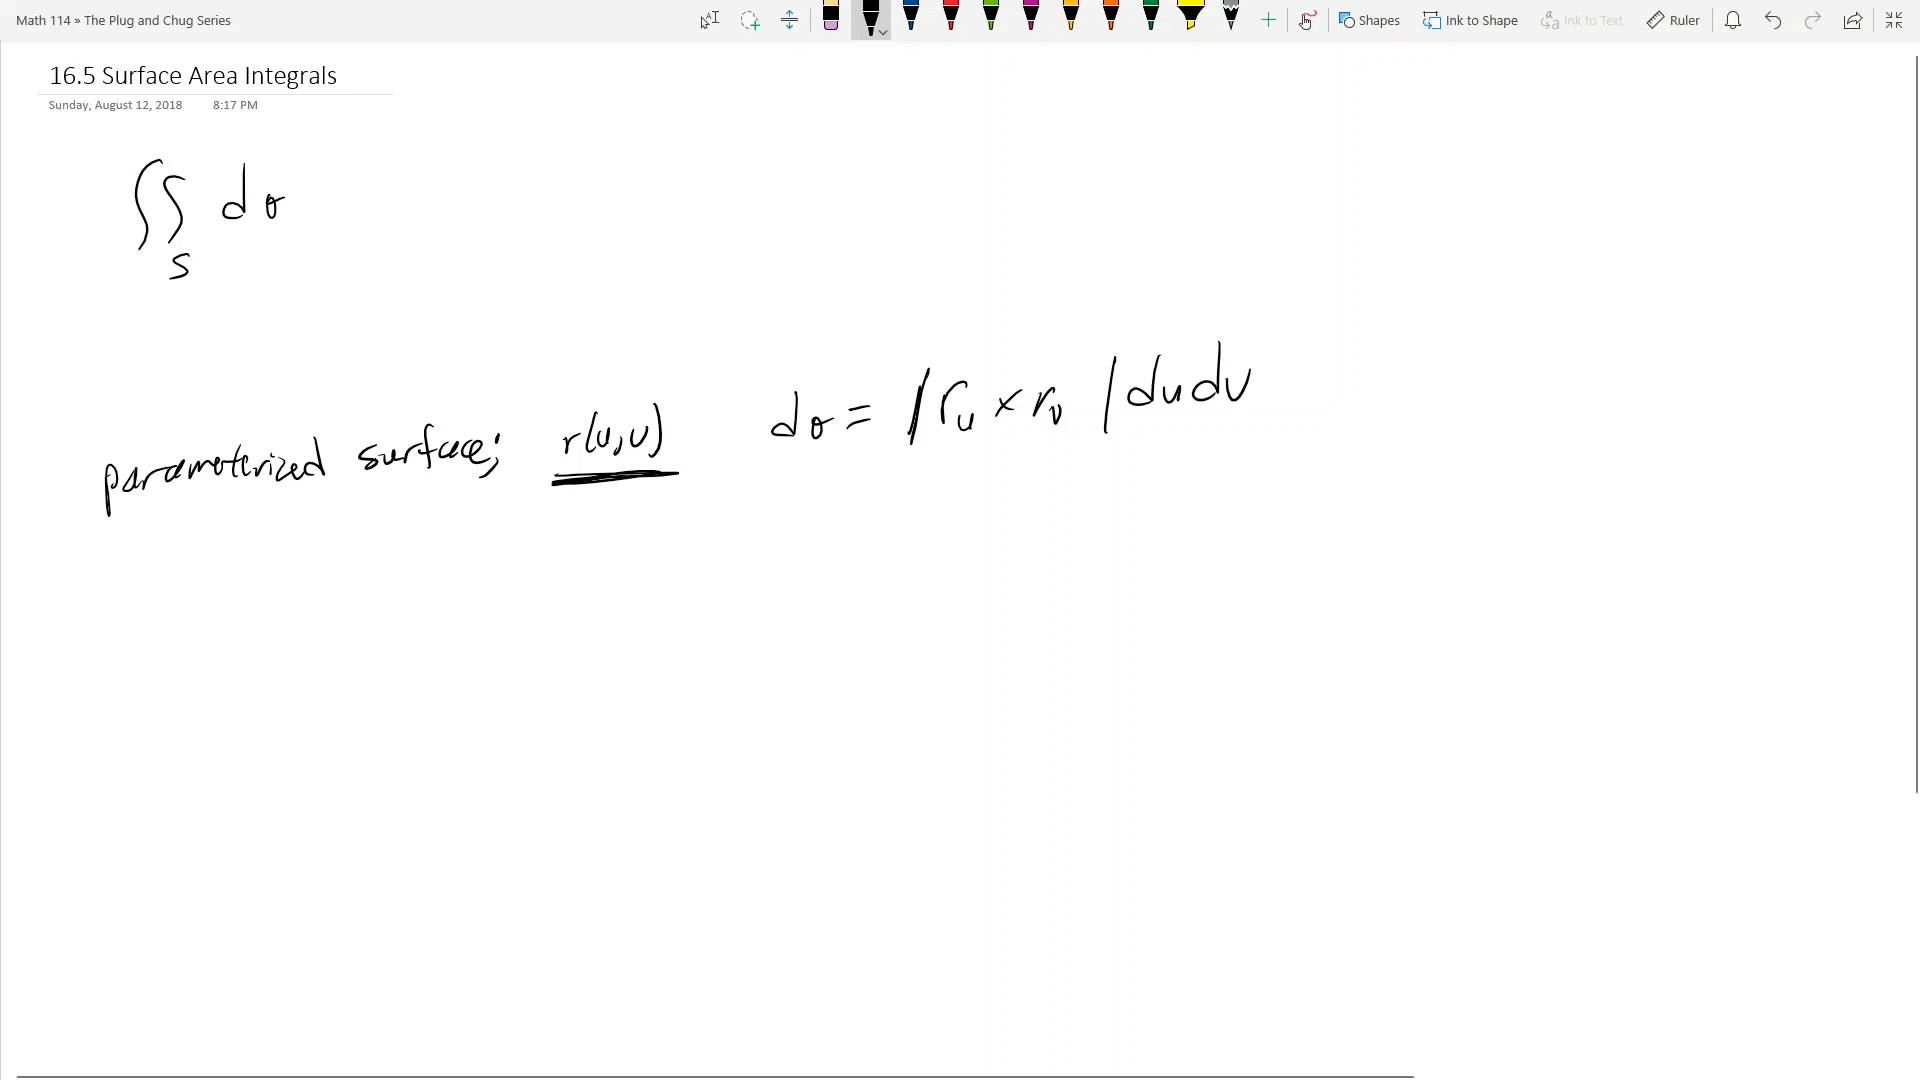 Math 114 » The Plug and Chug Series
Shapes Ink to Shape Ink to Text Ruler
16.5 Surface Area Integrals
Sunday, August 12, 2018 8:17 PM
∬ dσ
S
parameterized surface; r(u,v) dσ = |r_u × r_v| du dv